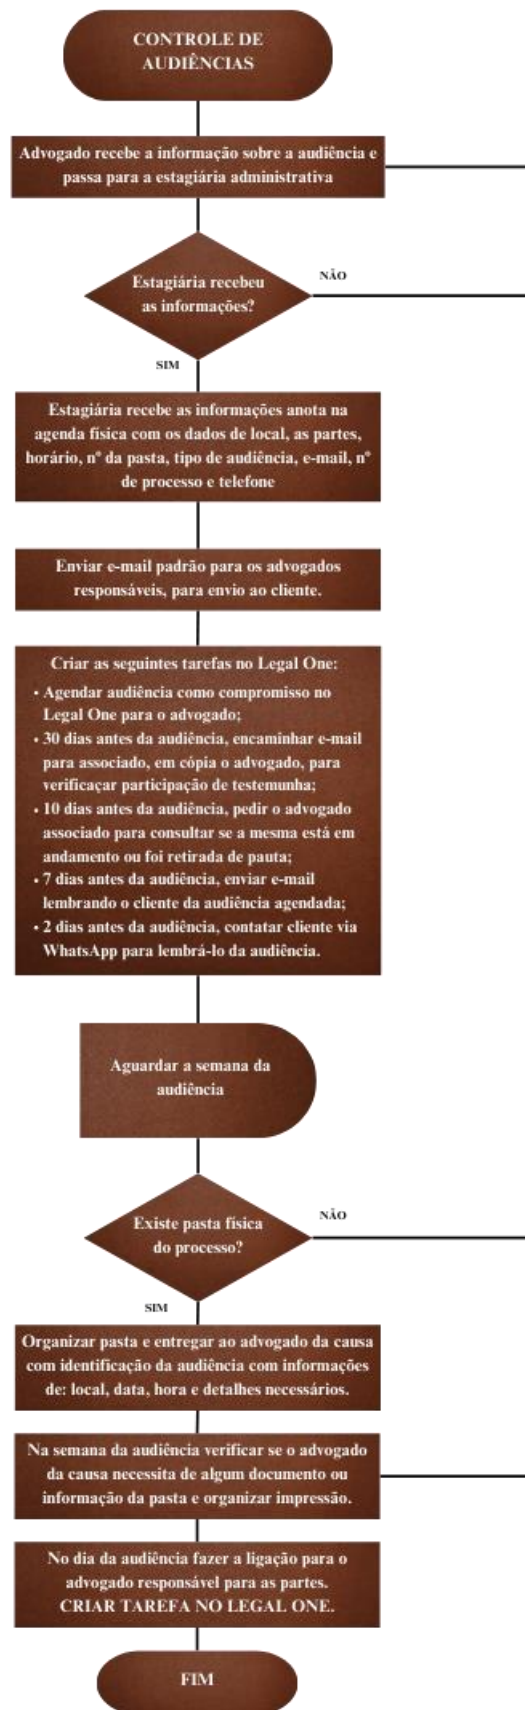 CONTROLE DE
AUDIÊNCIAS
Advogado recebe a informação sobre a audiência e
passa para a estagiária administrativa
Estagiária recebeu
as informações?
NÃO
SIM
Estagiária recebe as informações anota na
agenda física com os dados de local, as partes,
horário, nº da pasta, tipo de audiência, e-mail, nº
de processo e telefone
Enviar e-mail padrão para os advogados
responsáveis, para envio ao cliente.
Criar as seguintes tarefas no Legal One:
• Agendar audiência como compromisso no
Legal One para o advogado;
• 30 dias antes da audiência, encaminhar e-mail
para associado, em cópia o advogado, para
verificaçar participação de testemunha;
• 10 dias antes da audiência, pedir o advogado
associado para consultar se a mesma está em
andamento ou foi retirada de pauta;
• 7 dias antes da audiência, enviar e-mail
lembrando o cliente da audiência agendada;
• 2 dias antes da audiência, contatar cliente via
WhatsApp para lembrá-lo da audiência.
Aguardar a semana da
audiência
Existe pasta física
do processo?
NÃO
SIM
Organizar pasta e entregar ao advogado da causa
com identificação da audiência com informações
de: local, data, hora e detalhes necessários.
Na semana da audiência verificar se o advogado
da causa necessita de algum documento ou
informação da pasta e organizar impressão.
No dia da audiência fazer a ligação para o
advogado responsável para as partes.
CRIAR TAREFA NO LEGAL ONE.
FIM